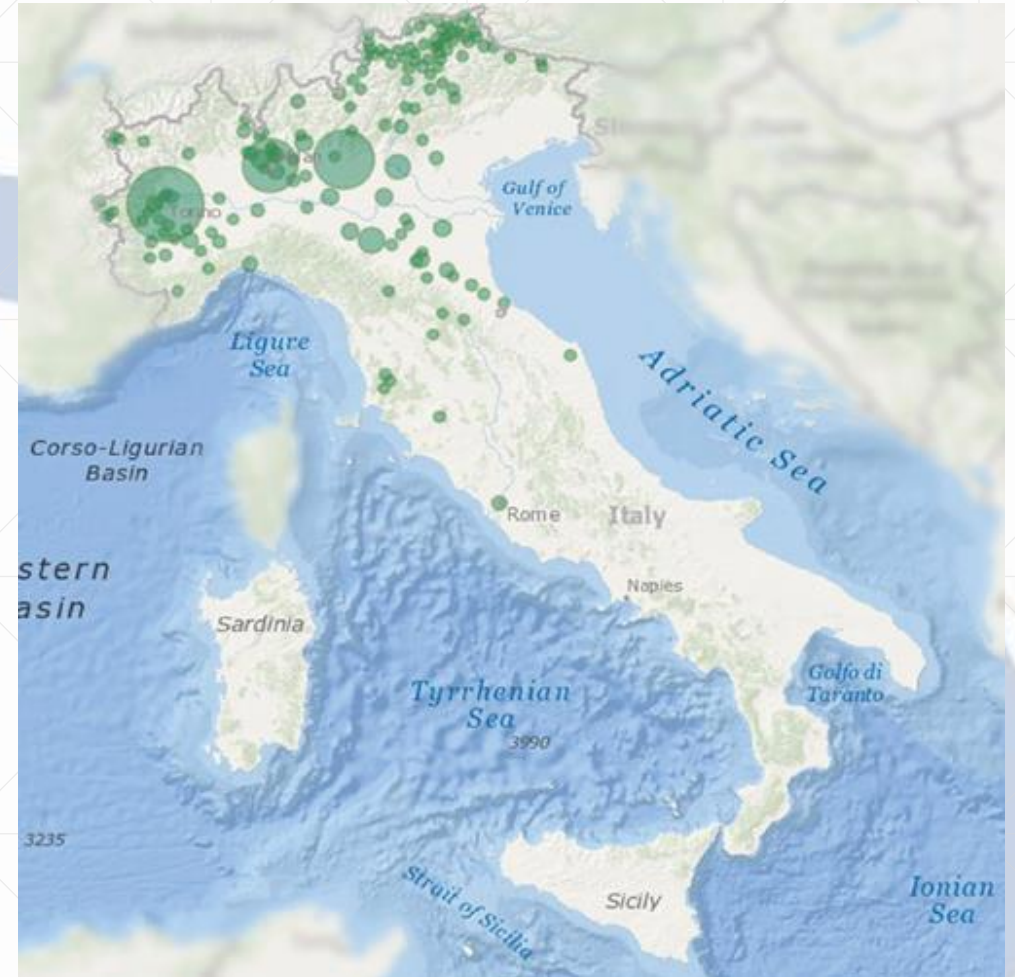 Torino
Gulf of
Venice
Ligure
Sea
Adriatic Sea
Corso-Ligurian
Basin
Rome
Italy
stern
asin
Naples
Sardinia
Golfo di
Taranto
Tyrrhenian
Sea
3990
3235
Strait of Sicilia
Sicily
Ionian
Sea